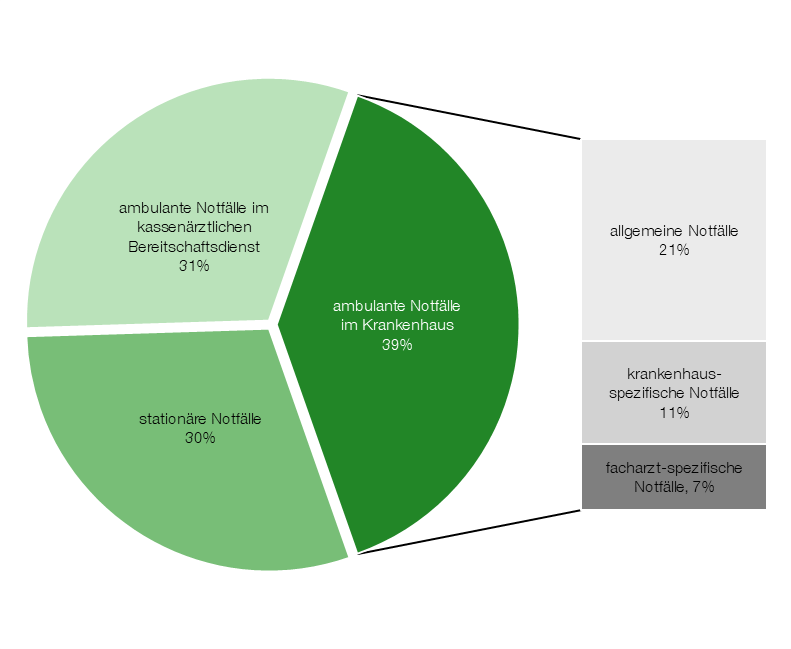 ambulante Notfälle im
kassenärztlichen
Bereitschaftsdienst
31%
ambulante Notfälle
im Krankenhaus
39%
stationäre Notfälle
30%
allgemeine Notfälle
21%
krankenhaus-
spezifische Notfälle
11%
facharzt-spezifische
Notfälle, 7%